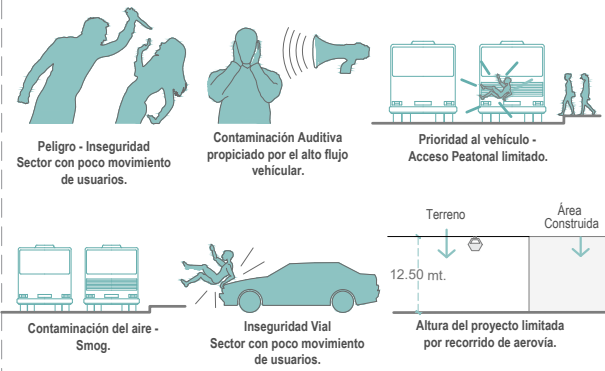 Peligro - Inseguridad
Sector con poco movimiento
de usuarios.
Contaminación Auditiva
propiciado por el alto flujo
vehícular.
Prioridad al vehículo -
Acceso Peatonal limitado.
Contaminación del aire -
Smog.
Inseguridad Vial
Sector con poco movimiento
de usuarios.
Terreno
Área
Construida
12.50 mt.
Altura del proyecto limitada
por recorrido de aerovía.